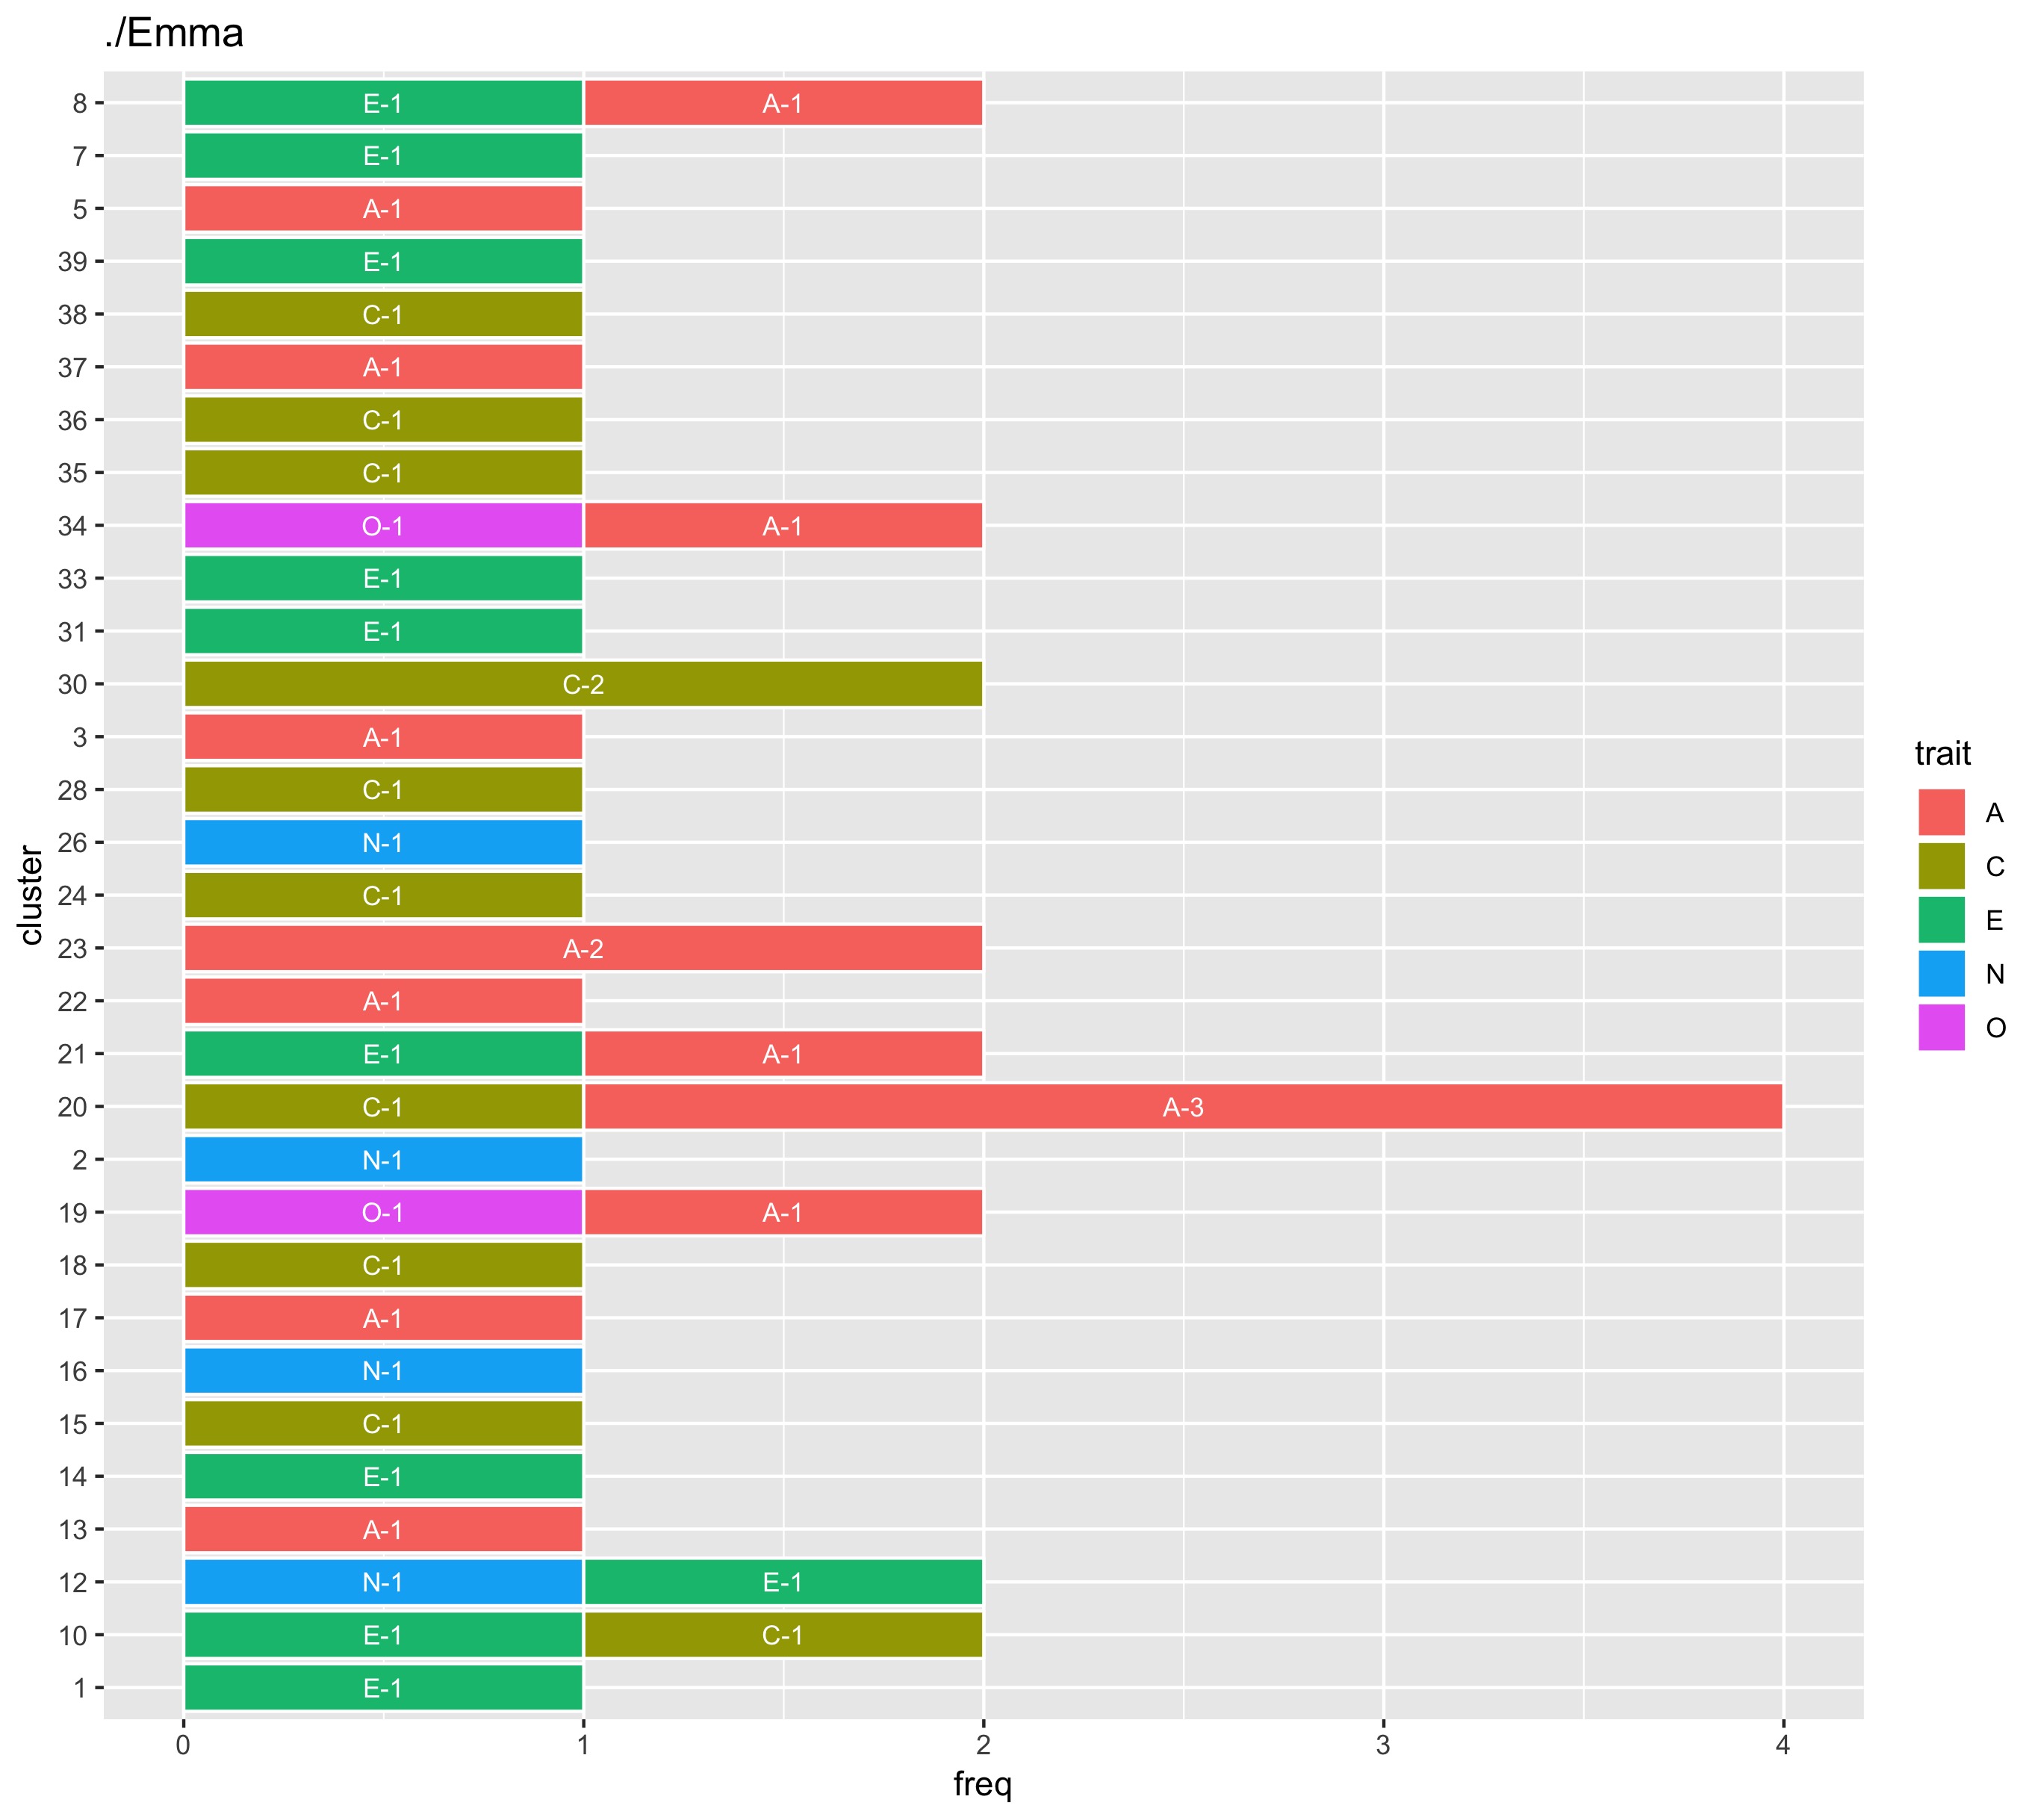 ./Emma
8 E-1 A-1
7 E-1
5 A-1
39 E-1
38 C-1
37 A-1
36 C-1
35 C-1
34 O-1 A-1
33 E-1
31 E-1
30 C-2
3 A-1
28 C-1
26 N-1
24 C-1
23 A-2
22 A-1
21 E-1 A-1
20 C-1 A-3
2 N-1
19 O-1 A-1
18 C-1
17 A-1
16 N-1
15 C-1
14 E-1
13 A-1
12 N-1 E-1
10 E-1 C-1
1 E-1
0 1 2 3 4
freq
cluster
trait
A
C
E
N
O